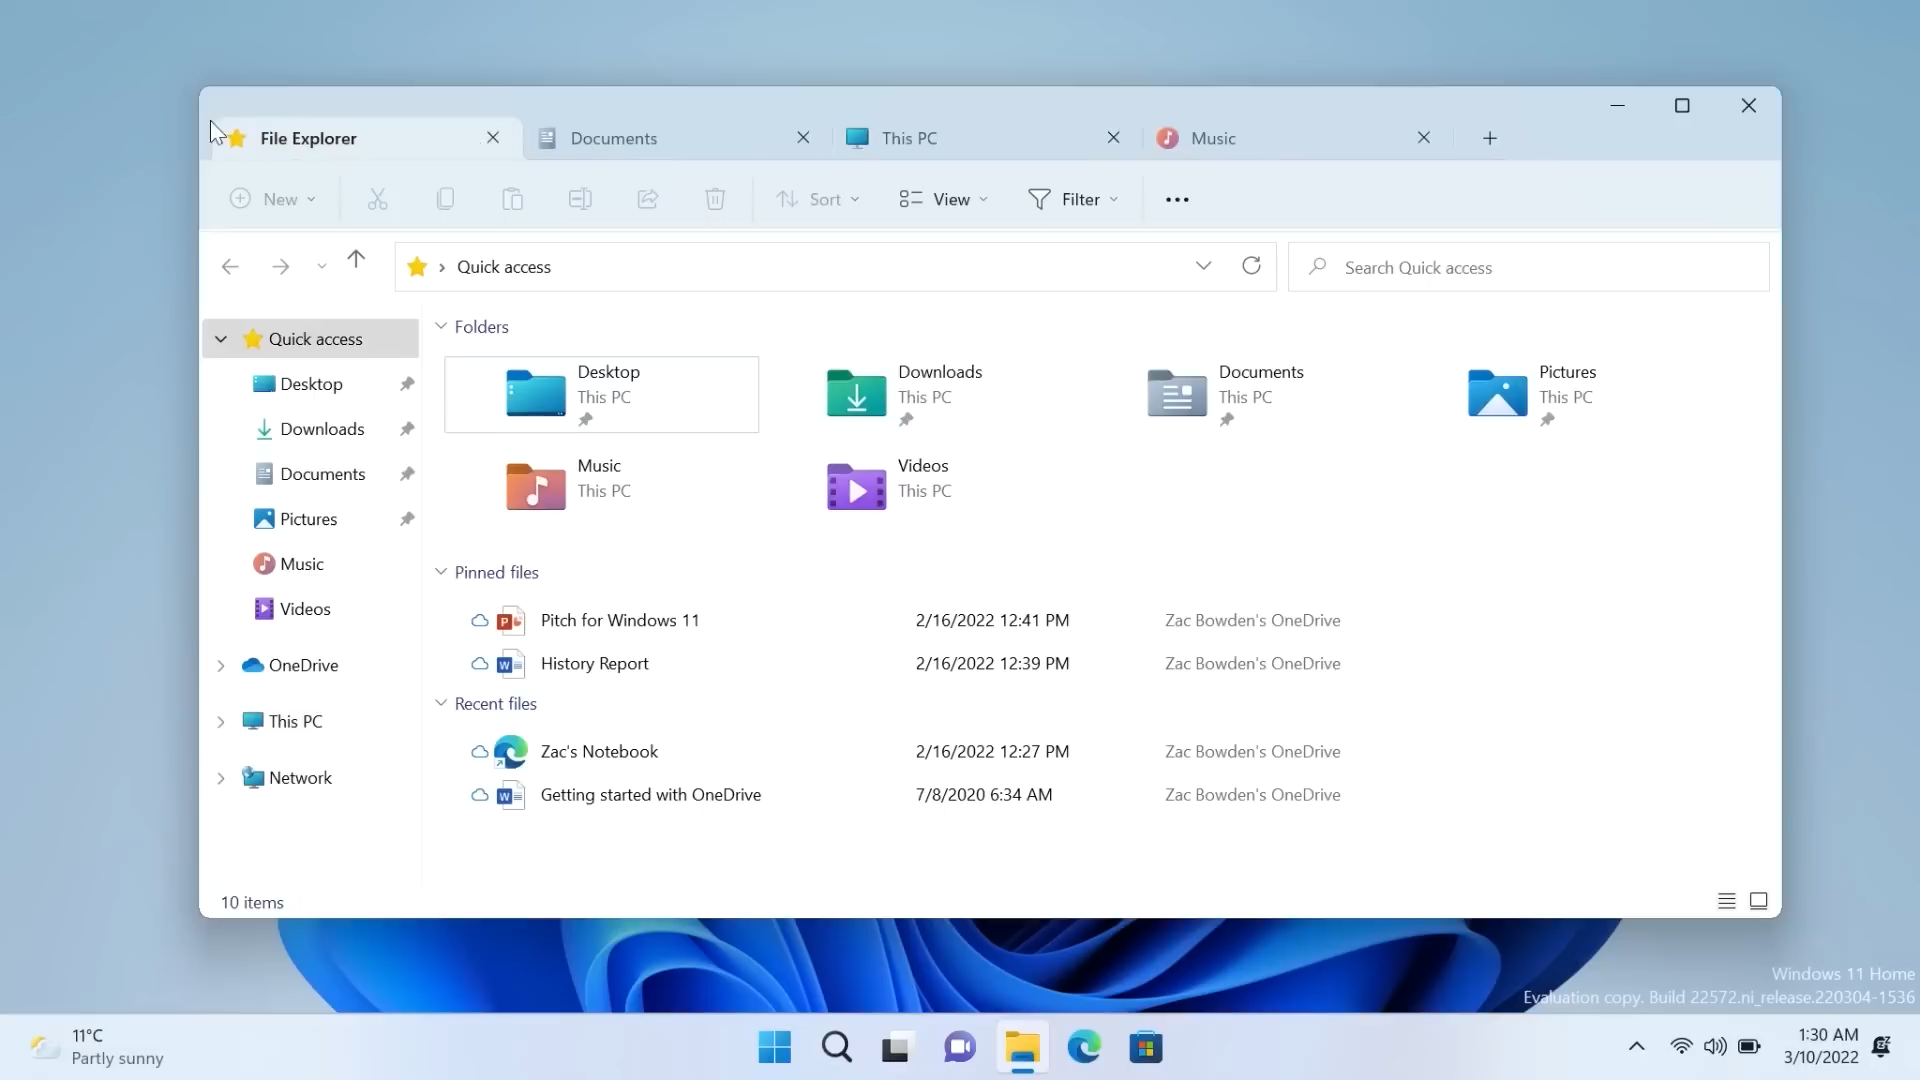 File Explorer
Documents
This PC
Music
New
Sort
View
Filter
Quick access
Search Quick access
Quick access
Desktop
Downloads
Documents
Pictures
Music
Videos
OneDrive
This PC
Network
Folders
Desktop
This PC
Downloads
This PC
Documents
This PC
Pictures
This PC
Music
This PC
Videos
This PC
Pinned files
Pitch for Windows 11 2/16/2022 12:41 PM Zac Bowden's OneDrive
History Report 2/16/2022 12:39 PM Zac Bowden's OneDrive
Recent files
Zac's Notebook 2/16/2022 12:27 PM Zac Bowden's OneDrive
Getting started with OneDrive 7/8/2020 6:34 AM Zac Bowden's OneDrive
10 items
Windows 11 Home
Evaluation copy. Build 22572.ni_release.220304-1536
11°C
Partly sunny
1:30 AM
3/10/2022